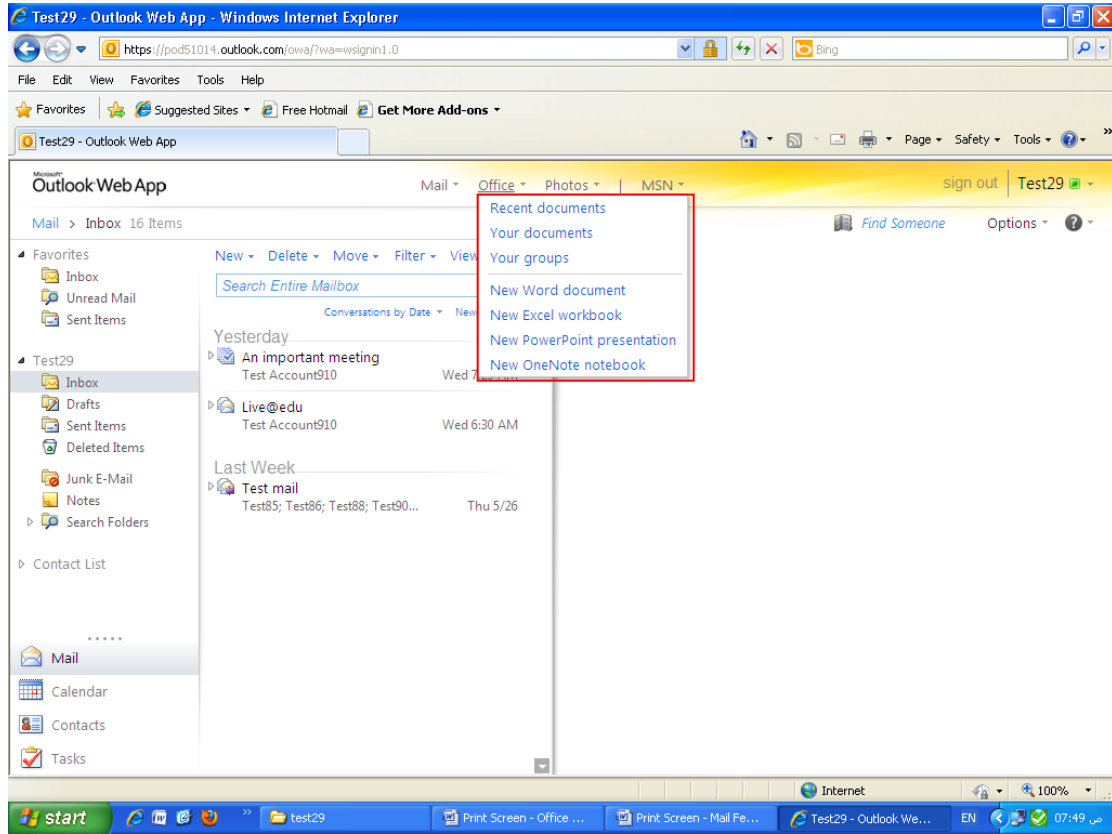 Test29 - Outlook Web App - Windows Internet Explorer
https://pod51014.outlook.com/owa/?wa=wsignin1.0
Bing
File Edit View Favorites Tools Help
Favorites Suggested Sites Free Hotmail Get More Add-ons
Test29 - Outlook Web App
Page Safety Tools »
Microsoft
Outlook Web App
Mail Office Photos | MSN
sign out Test29
Mail > Inbox 16 Items
Find Someone Options
Recent documents
Your documents
Your groups
New Word document
New Excel workbook
New PowerPoint presentation
New OneNote notebook
Favorites
Inbox
Unread Mail
Sent Items
Test29
Inbox
Drafts
Sent Items
Deleted Items
Junk E-Mail
Notes
Search Folders
Contact List
Mail
Calendar
Contacts
Tasks
New Delete Move Filter View
Search Entire Mailbox
Conversations by Date New
Yesterday
An important meeting
Test Account910 Wed
Live@edu
Test Account910 Wed 6:30 AM
Last Week
Test mail
Test85; Test86; Test88; Test90... Thu 5/26
Internet 100%
start » test29 Print Screen - Office ... Print Screen - Mail Fe... Test29 - Outlook We... EN 07:49 ص